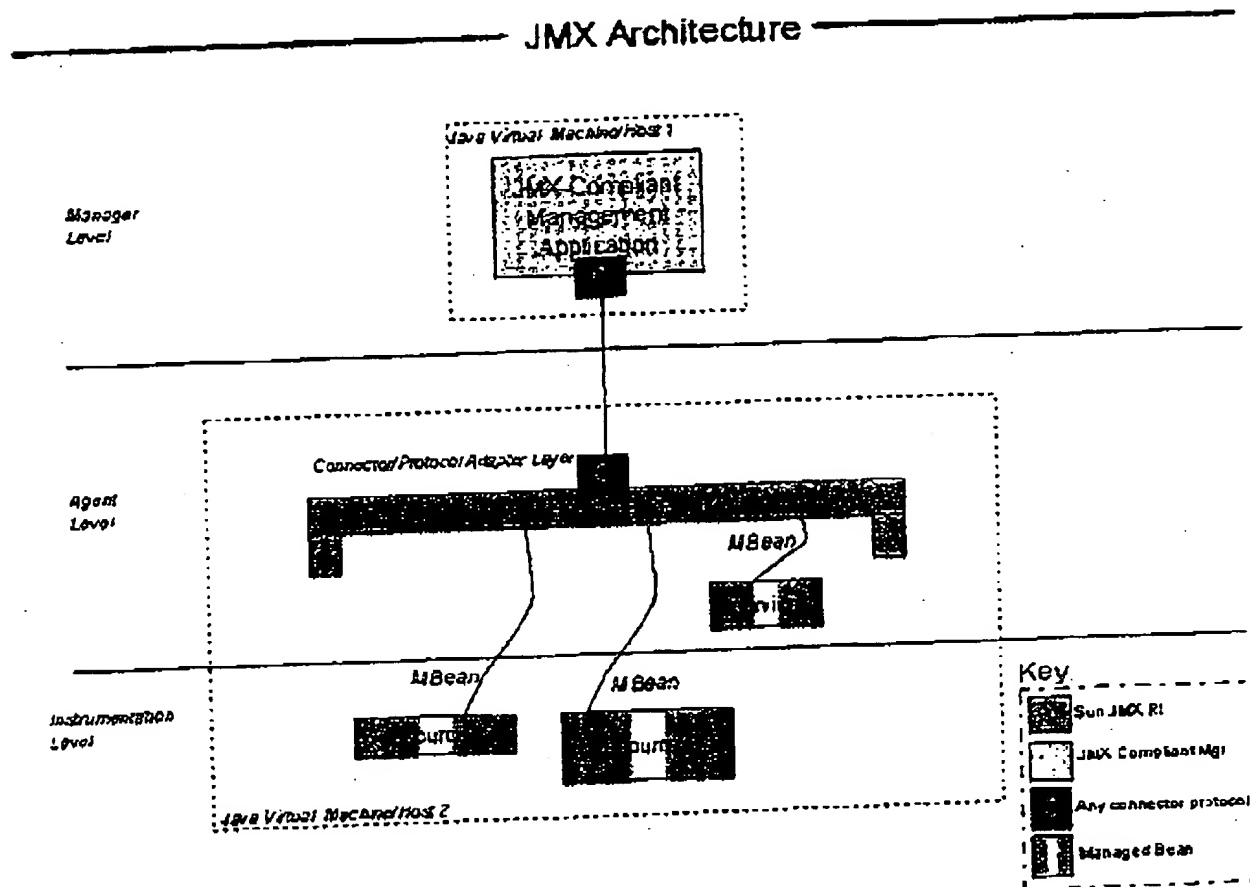 JMX Architecture
Java Virtual Machine/Host 1
JMX Compliant
Management
Application
Manager
Level
C
Connector/Protocol Adapter Layer
C
Agent
Level
MBean
MBean
MBean
Instrumentation
Level
Java Virtual Machine/Host 2
Key
Sun JMX RI
JMX Compliant Mgr
Any connector protocol
Managed Bean